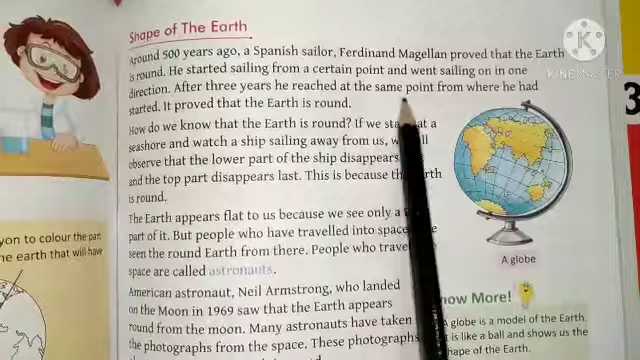 Shape of The Earth
Around 500 years ago, a Spanish sailor, Ferdinand Magellan proved that the Earth
is round. He started sailing from a certain point and went sailing on in one
direction. After three years he reached at the same point from where he had
started. It proved that the Earth is round.
How do we know that the Earth is round? If we at a
seashore and watch a ship sailing away from us,
observe that the lower part of the ship disappears
and the top part disappears last. This is because
is round.
The Earth appears flat to us because we see only a
part of it. But people who have travelled into space
seen the round Earth from there. People who
space are called astronauts.
American astronaut, Neil Armstrong, who landed
on the Moon in 1969 saw that the Earth appears
round from the moon. Many astronauts have taken
the photographs from the space. These photographs
A globe
now More!
A globe is a model of the Earth.
It is like a ball and shows us the
shape of the Earth.
yon to colour the part
he earth that will have
3
KINEMASTER